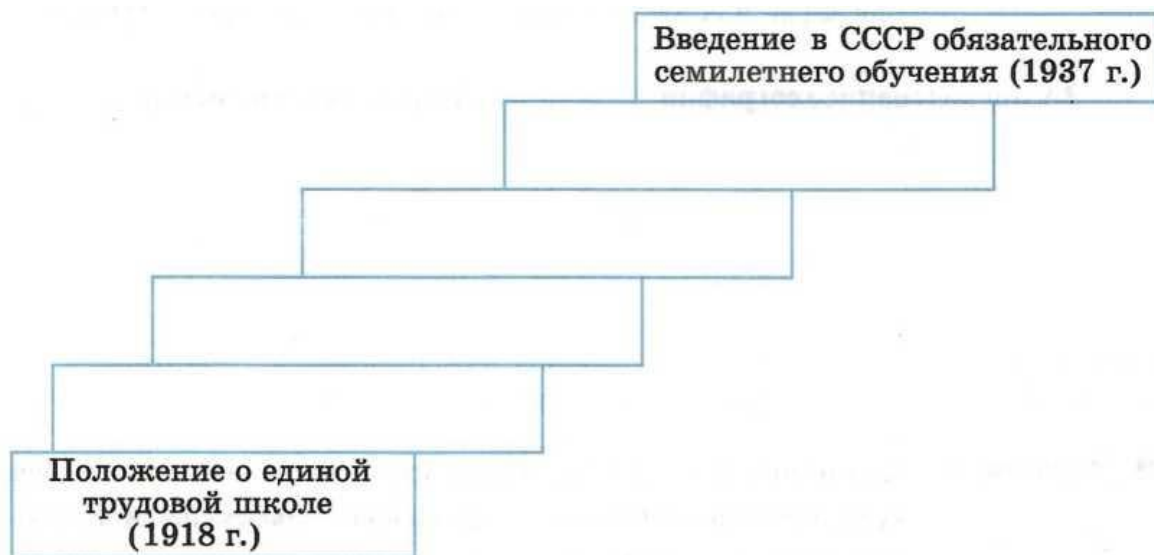 Введение в СССР обязательного
семилетнего обучения (1937 г.)
Положение о единой
трудовой школе
(1918 г.)